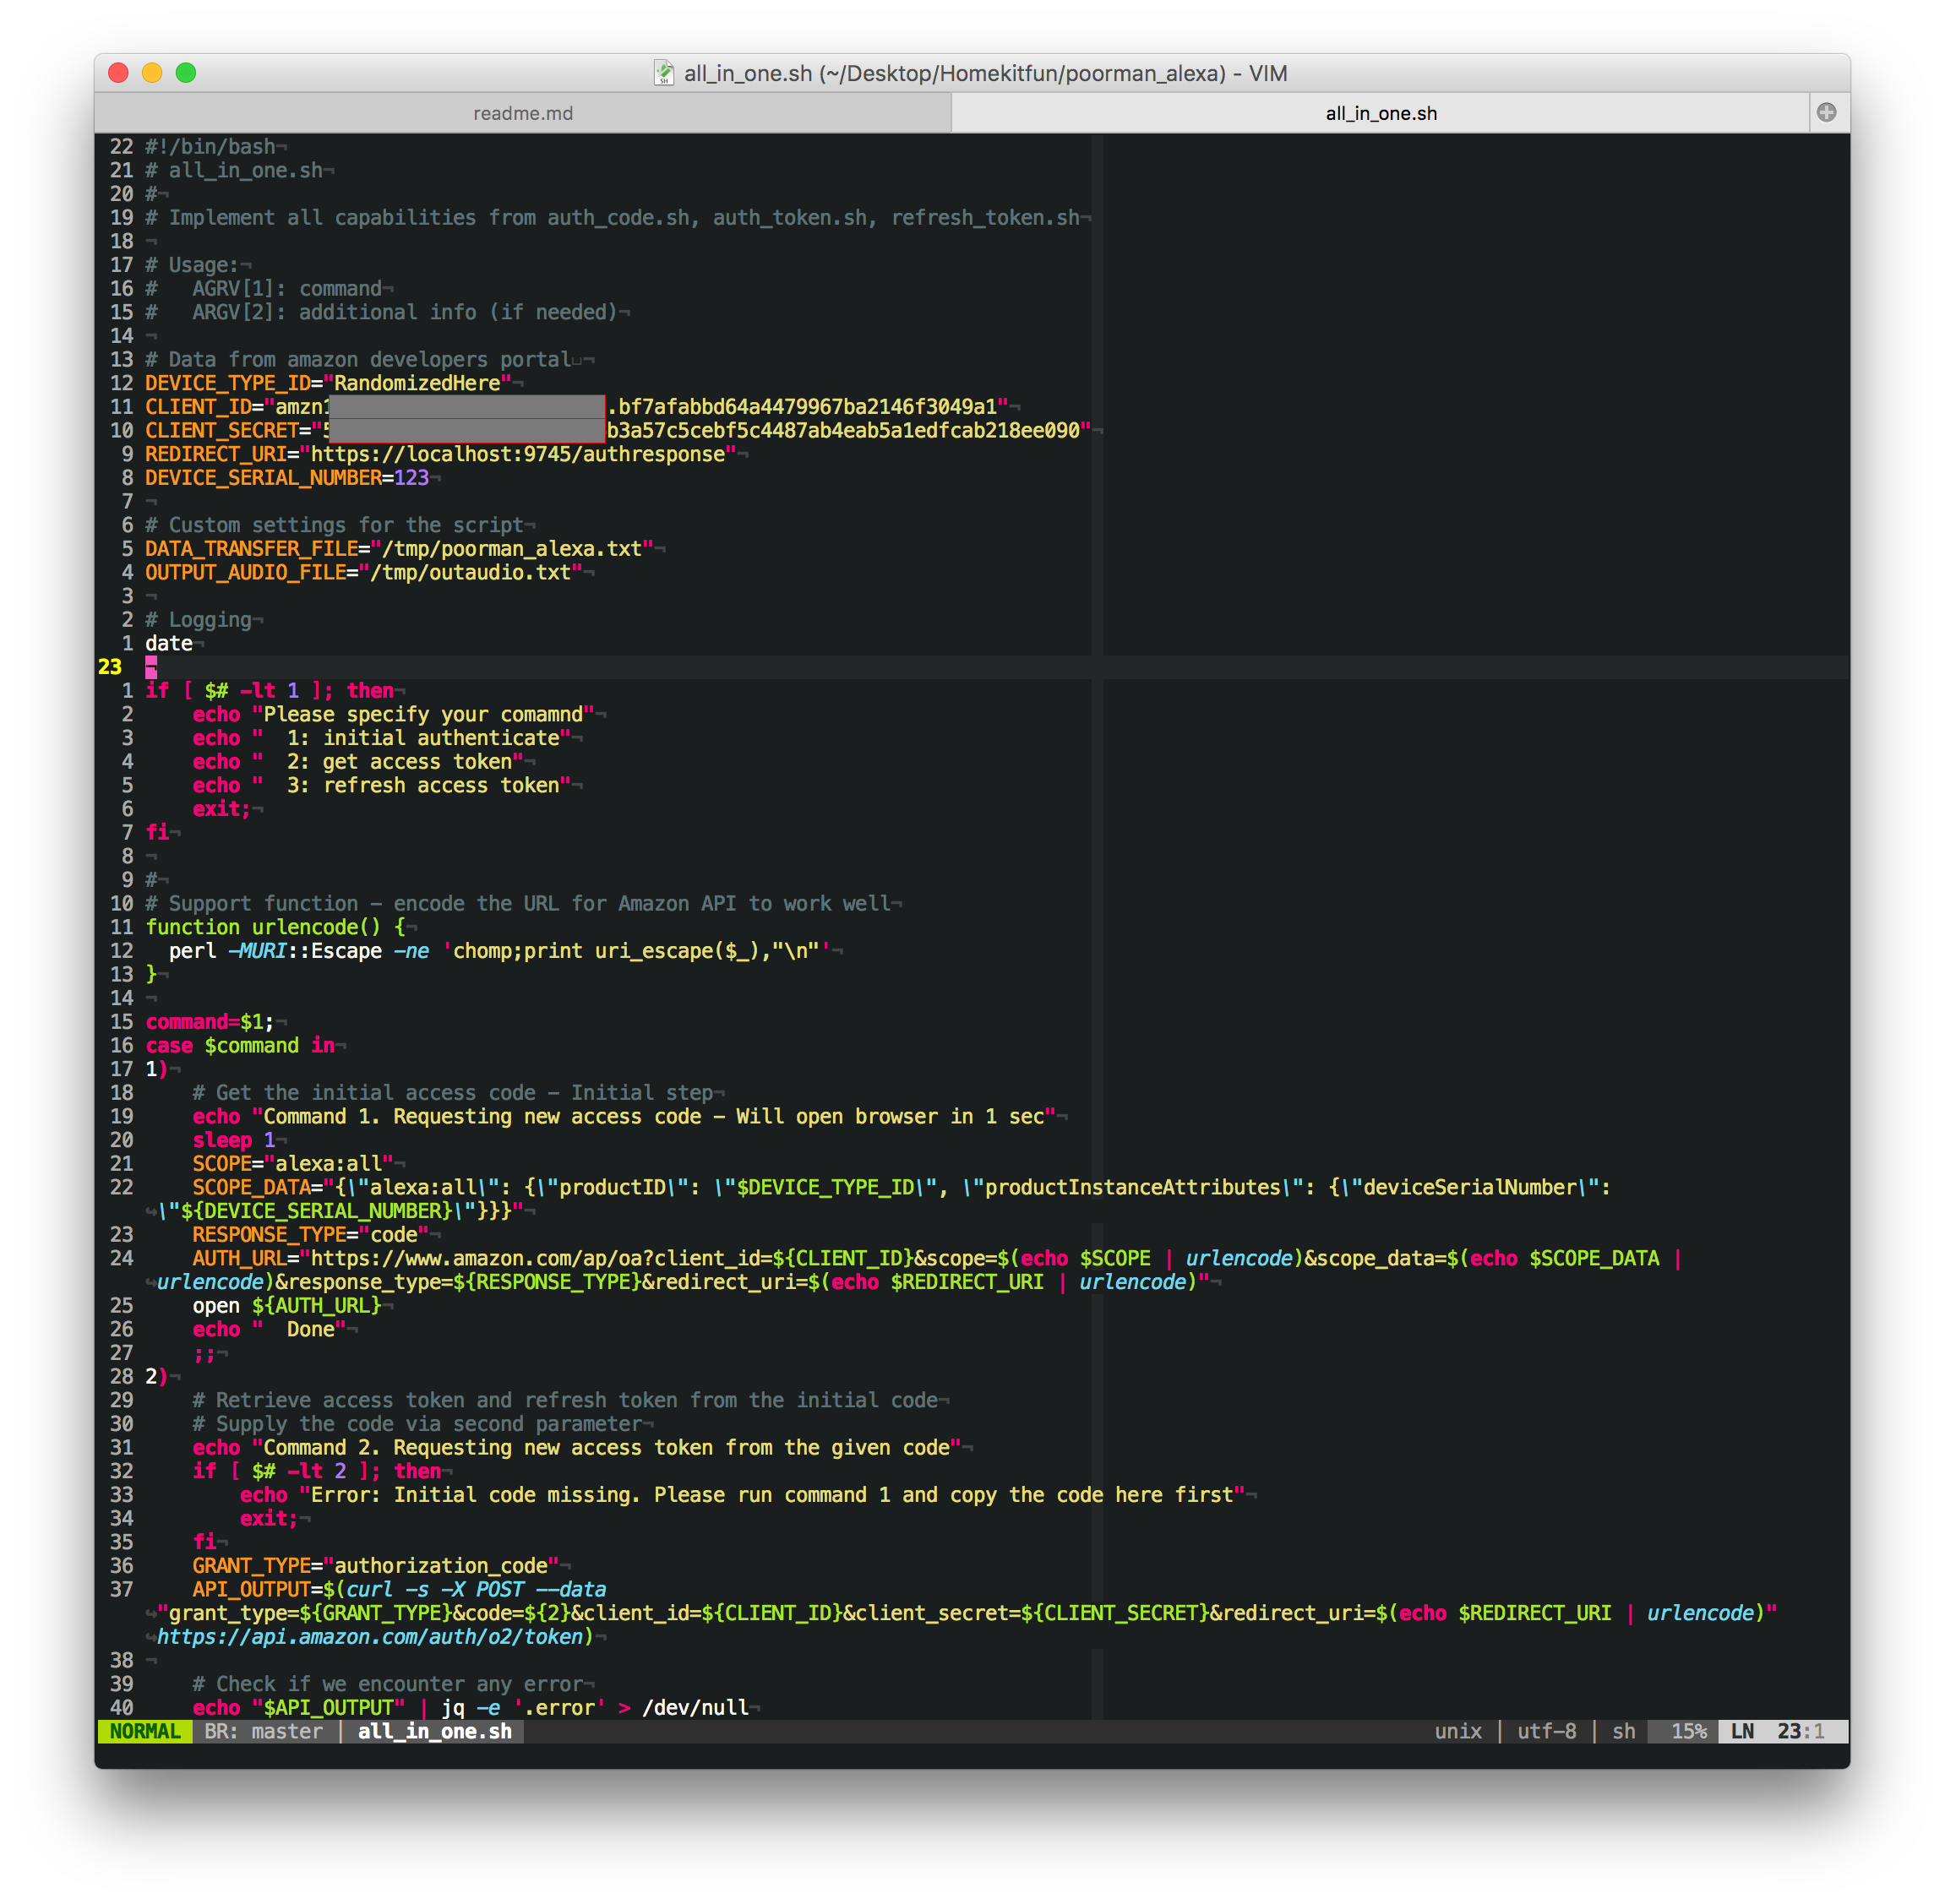 all_in_one.sh (~/Desktop/Homekitfun/poorman_alexa) - VIM
readme.md
all_in_one.sh
22 #!/bin/bash¬
21 # all_in_one.sh¬
20 #¬
19 # Implement all capabilities from auth_code.sh, auth_token.sh, refresh_token.sh¬
18 ¬
17 # Usage:¬
16 #   AGRV[1]: command¬
15 #   ARGV[2]: additional info (if needed)¬
14 ¬
13 # Data from amazon developers portal␣¬
12 DEVICE_TYPE_ID="RandomizedHere"¬
11 CLIENT_ID="amzn1 .bf7afabbd64a4479967ba2146f3049a1"¬
10 CLIENT_SECRET="5 b3a57c5cebf5c4487ab4eab5a1edfcab218ee090"¬
9 REDIRECT_URI="https://localhost:9745/authresponse"¬
8 DEVICE_SERIAL_NUMBER=123¬
7 ¬
6 # Custom settings for the script¬
5 DATA_TRANSFER_FILE="/tmp/poorman_alexa.txt"¬
4 OUTPUT_AUDIO_FILE="/tmp/outaudio.txt"¬
3 ¬
2 # Logging¬
1 date¬
23 ¬
1 if [ $# -lt 1 ]; then¬
2     echo "Please specify your comamnd"¬
3     echo "  1: initial authenticate"¬
4     echo "  2: get access token"¬
5     echo "  3: refresh access token"¬
6     exit;¬
7 fi¬
8 ¬
9 #¬
10 # Support function - encode the URL for Amazon API to work well¬
11 function urlencode() {¬
12   perl -MURI::Escape -ne 'chomp;print uri_escape($_),"\n"'¬
13 }¬
14 ¬
15 command=$1;¬
16 case $command in¬
17 1)¬
18     # Get the initial access code - Initial step¬
19     echo "Command 1. Requesting new access code - Will open browser in 1 sec"¬
20     sleep 1¬
21     SCOPE="alexa:all"¬
22     SCOPE_DATA="{\"alexa:all\": {\"productID\": \"$DEVICE_TYPE_ID\", \"productInstanceAttributes\": {\"deviceSerialNumber\":
↪\"${DEVICE_SERIAL_NUMBER}\"}}}"¬
23     RESPONSE_TYPE="code"¬
24     AUTH_URL="https://www.amazon.com/ap/oa?client_id=${CLIENT_ID}&scope=$(echo $SCOPE | urlencode)&scope_data=$(echo $SCOPE_DATA |
↪urlencode)&response_type=${RESPONSE_TYPE}&redirect_uri=$(echo $REDIRECT_URI | urlencode)"¬
25     open ${AUTH_URL}¬
26     echo "  Done"¬
27     ;;¬
28 2)¬
29     # Retrieve access token and refresh token from the initial code¬
30     # Supply the code via second parameter¬
31     echo "Command 2. Requesting new access token from the given code"¬
32     if [ $# -lt 2 ]; then¬
33         echo "Error: Initial code missing. Please run command 1 and copy the code here first"¬
34         exit;¬
35     fi¬
36     GRANT_TYPE="authorization_code"¬
37     API_OUTPUT=$(curl -s -X POST --data
↪"grant_type=${GRANT_TYPE}&code=${2}&client_id=${CLIENT_ID}&client_secret=${CLIENT_SECRET}&redirect_uri=$(echo $REDIRECT_URI | urlencode)"
↪https://api.amazon.com/auth/o2/token)¬
38 ¬
39     # Check if we encounter any error¬
40     echo "$API_OUTPUT" | jq -e '.error' > /dev/null¬
NORMAL BR: master | all_in_one.sh unix | utf-8 | sh 15% LN 23:1